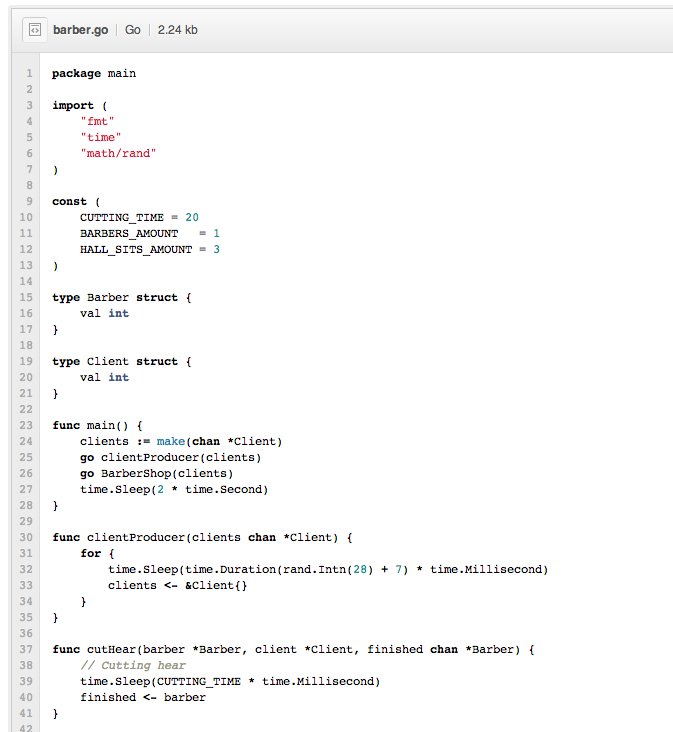 barber.go Go 2.24 kb
1 package main
2
3 import (
4 "fmt"
5 "time"
6 "math/rand"
7 )
8
9 const (
10 CUTTING_TIME = 20
11 BARBERS_AMOUNT = 1
12 HALL_SITS_AMOUNT = 3
13 )
14
15 type Barber struct {
16 val int
17 }
18
19 type Client struct {
20 val int
21 }
22
23 func main() {
24 clients := make(chan *Client)
25 go clientProducer(clients)
26 go BarberShop(clients)
27 time.Sleep(2 * time.Second)
28 }
29
30 func clientProducer(clients chan *Client) {
31 for {
32 time.Sleep(time.Duration(rand.Intn(28) + 7) * time.Millisecond)
33 clients <- &Client{}
34 }
35 }
36
37 func cutHear(barber *Barber, client *Client, finished chan *Barber) {
38 // Cutting hear
39 time.Sleep(CUTTING_TIME * time.Millisecond)
40 finished <- barber
41 }
42